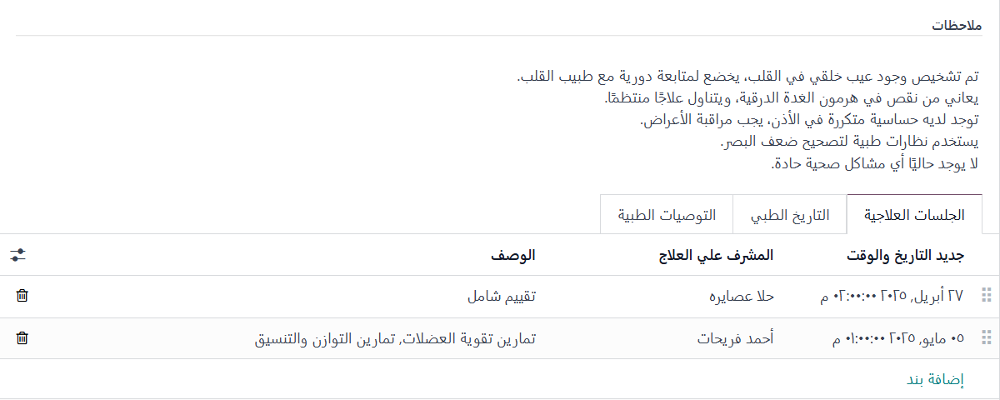 ملاحظات
تم تشخيص وجود عيب خلقي في القلب، يخضع لمتابعة دورية مع طبيب القلب.
يعاني من نقص في هرمون الغدة الدرقية، ويتناول علاجًا منتظمًا.
توجد لديه حساسية متكررة في الأذن، يجب مراقبة الأعراض.
يستخدم نظارات طبية لتصحيح ضعف البصر.
لا يوجد حاليًا أي مشاكل صحية حادة.
الجلسات العلاجية التاريخ الطبي التوصيات الطبية
جديد التاريخ والوقت المشرف علي العلاج الوصف
٢٧ أبريل, ٢٠٢٥ ٠٢:٠٠:٠٠ م حلا عصايره تقييم شامل
٠٥ مايو, ٢٠٢٥ ٠١:٠٠:٠٠ م أحمد فريحات تمارين تقوية العضلات, تمارين التوازن والتنسيق
إضافة بند